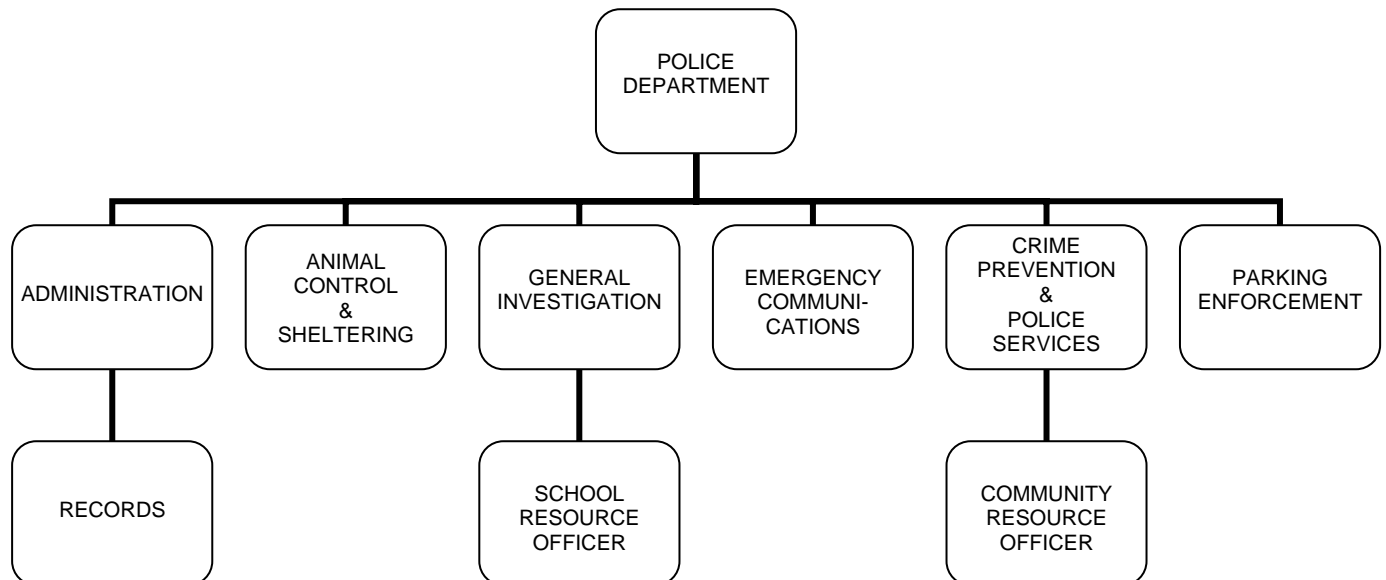 POLICE
DEPARTMENT
ADMINISTRATION
ANIMAL
CONTROL
&
SHELTERING
GENERAL
INVESTIGATION
EMERGENCY
COMMUNI-
CATIONS
CRIME
PREVENTION
&
POLICE
SERVICES
PARKING
ENFORCEMENT
RECORDS
SCHOOL
RESOURCE
OFFICER
COMMUNITY
RESOURCE
OFFICER